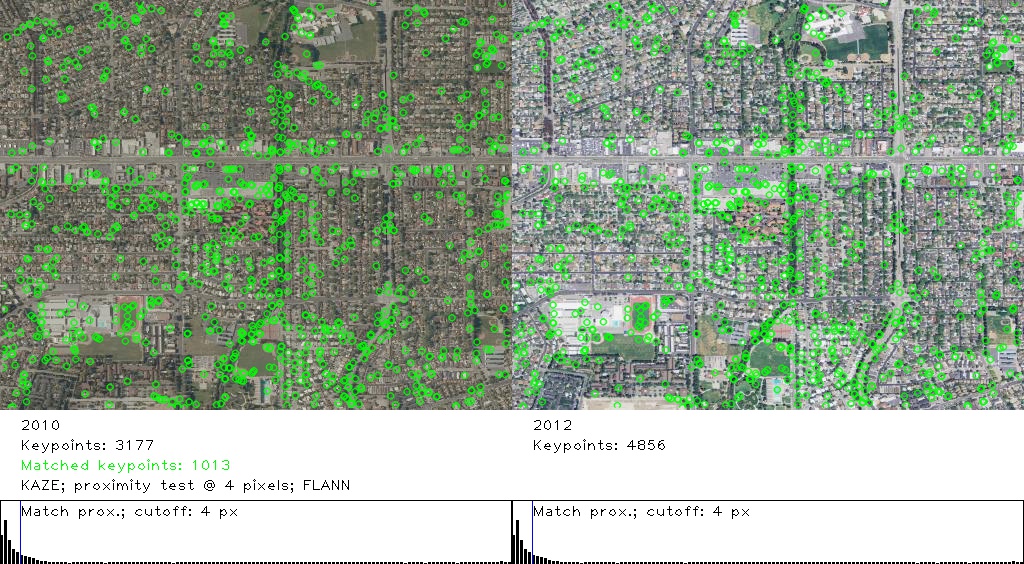 2010
Keypoints: 3177
Matched keypoints: 1013
KAZE; proximity test @ 4 pixels; FLANN
2012
Keypoints: 4856
Match prox.; cutoff: 4 px
Match prox.; cutoff: 4 px